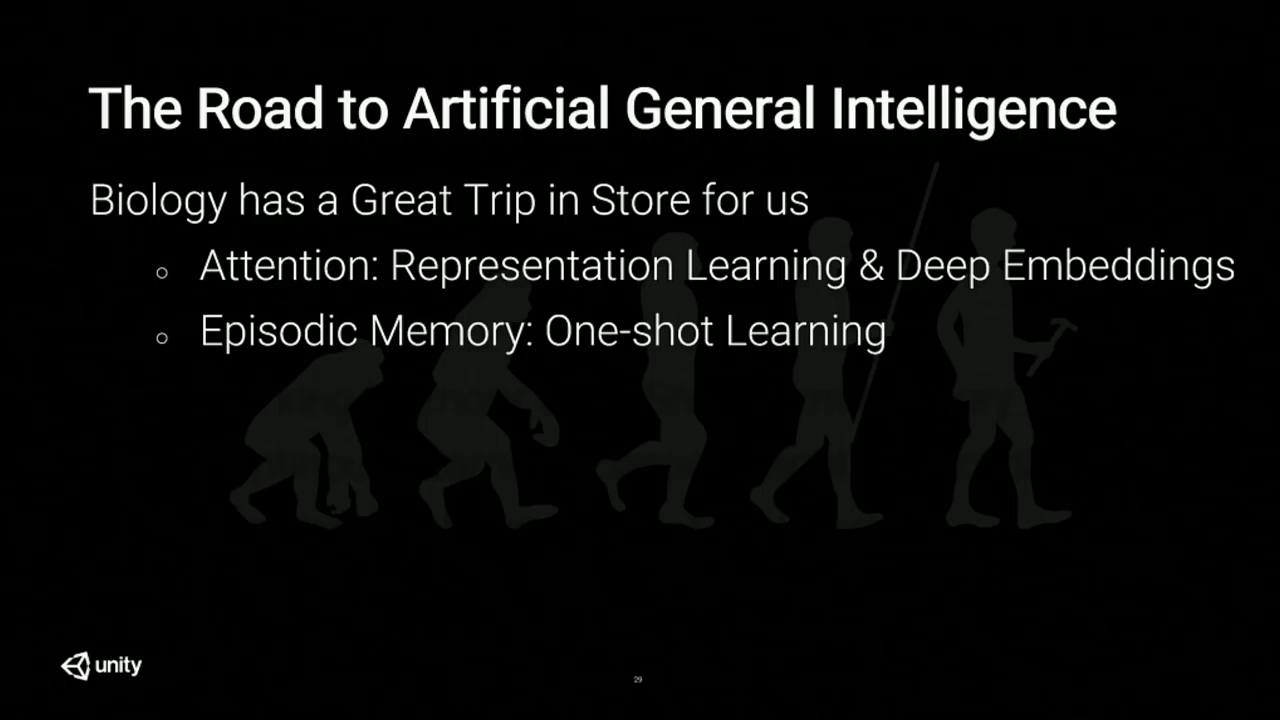 The Road to Artificial General Intelligence
Biology has a Great Trip in Store for us
Attention: Representation Learning & Deep Embeddings
Episodic Memory: One-shot Learning
unity
29